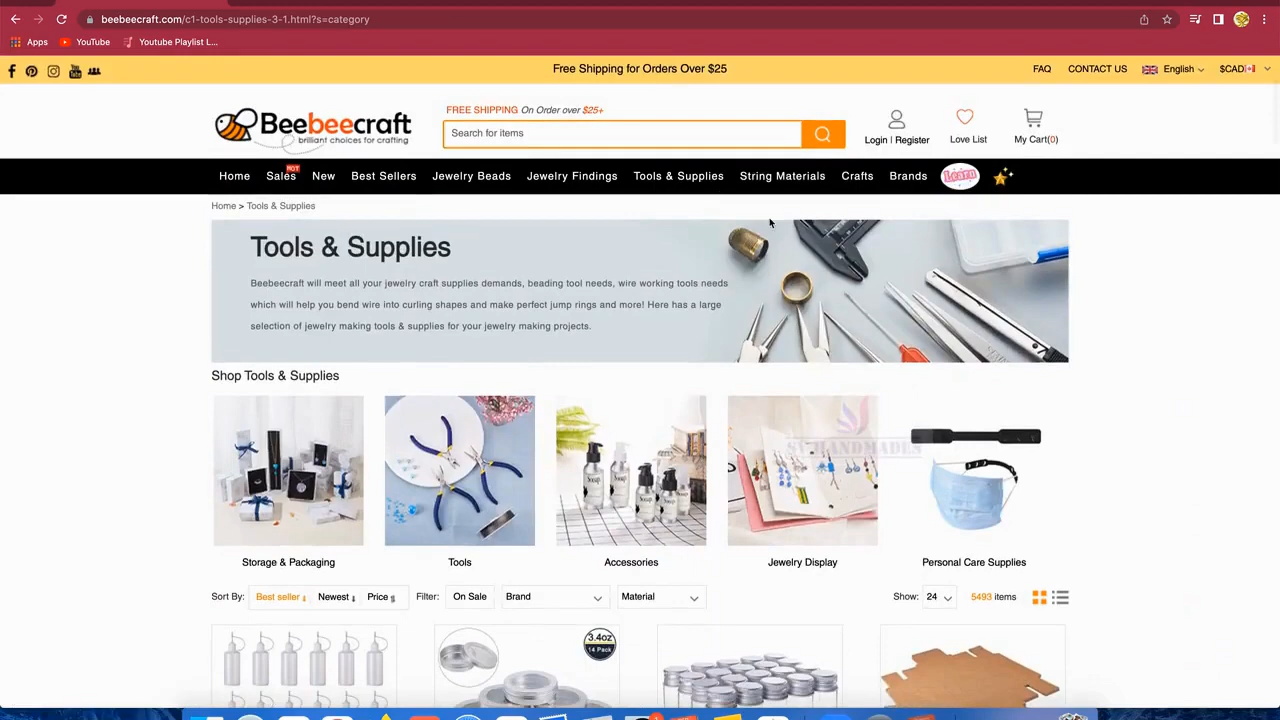 beebeecraft.com/c1-tools-supplies-3-1.html?s=category
Apps YouTube Youtube Playlist L...
Free Shipping for Orders Over $25
FAQ CONTACT US English $CAD
Beebeecraft
brilliant choices for crafting
FREE SHIPPING On Order over $25+
Search for items
Login | Register
Love List
My Cart(0)
HOT
Home Sales New Best Sellers Jewelry Beads Jewelry Findings Tools & Supplies String Materials Crafts Brands Learn
Home > Tools & Supplies
Tools & Supplies
Beebeecraft will meet all your jewelry craft supplies demands, beading tool needs, wire working tools needs
which will help you bend wire into curling shapes and make perfect jump rings and more! Here has a large
selection of jewelry making tools & supplies for your jewelry making projects.
Shop Tools & Supplies
SV HANDMADES
Storage & Packaging Tools Accessories Jewelry Display Personal Care Supplies
Sort By: Best seller Newest Price Filter: On Sale Brand Material Show: 24 5493 items
3.4oz
14 Pack